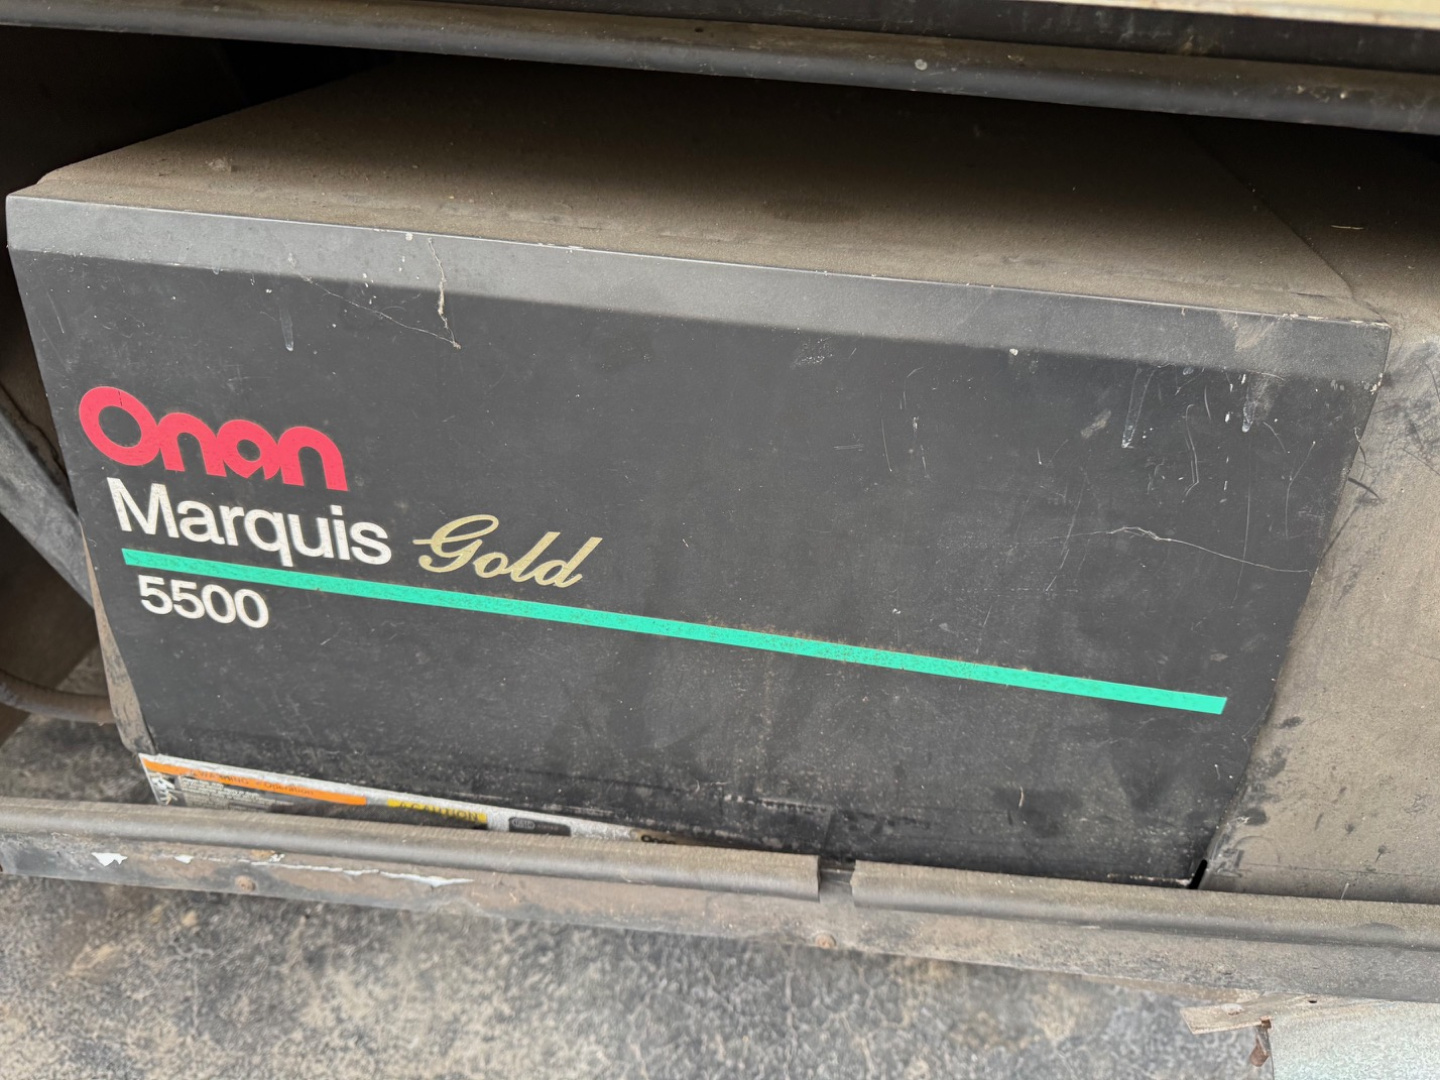 Onan
Marquis Gold
5500
CAUTION